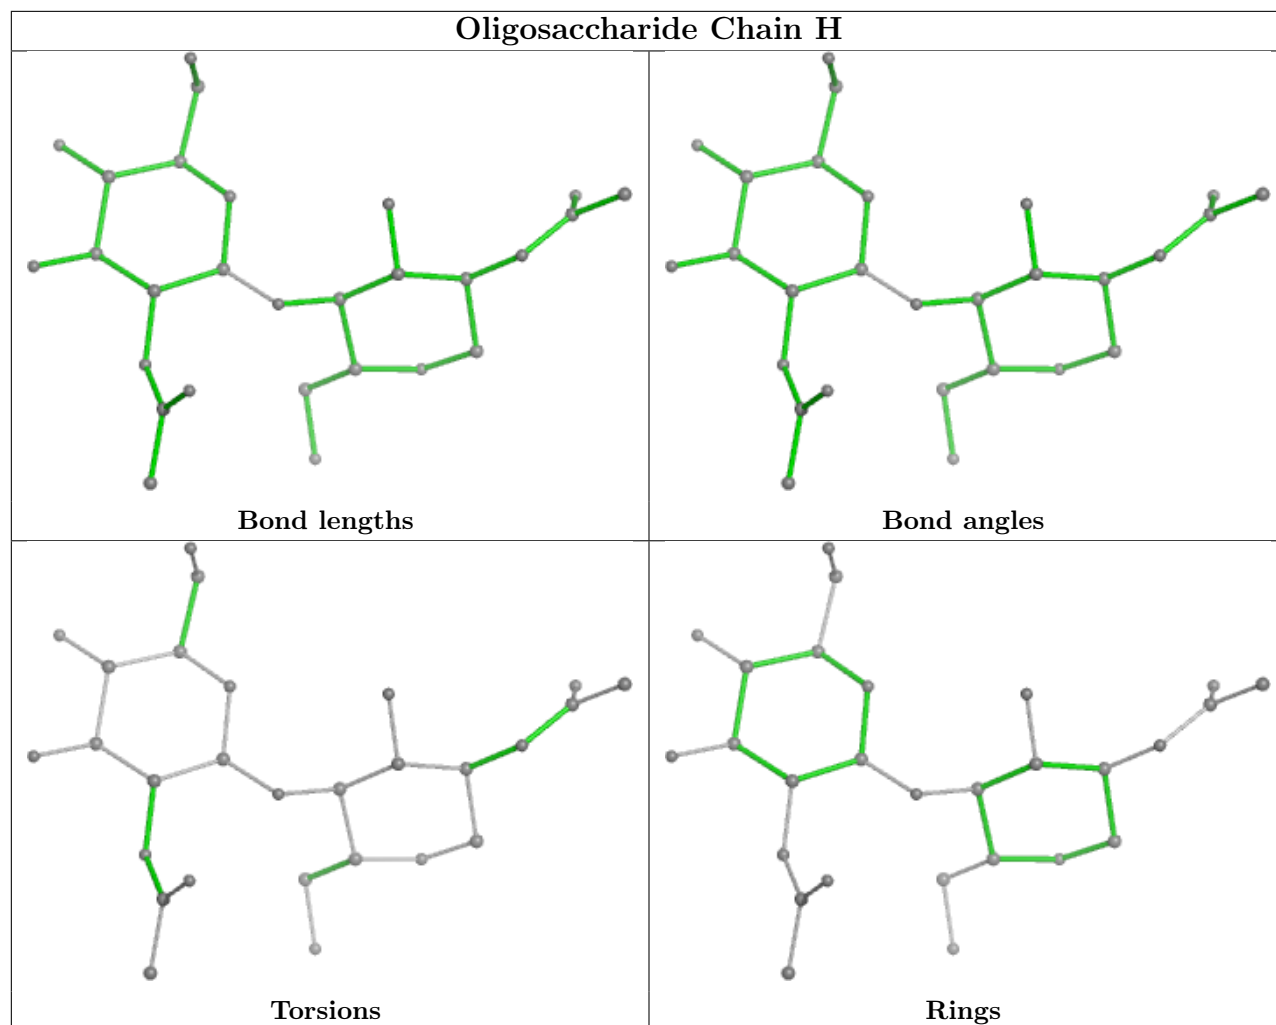 Oligosaccharide Chain H
Bond lengths
Bond angles
Torsions
Rings